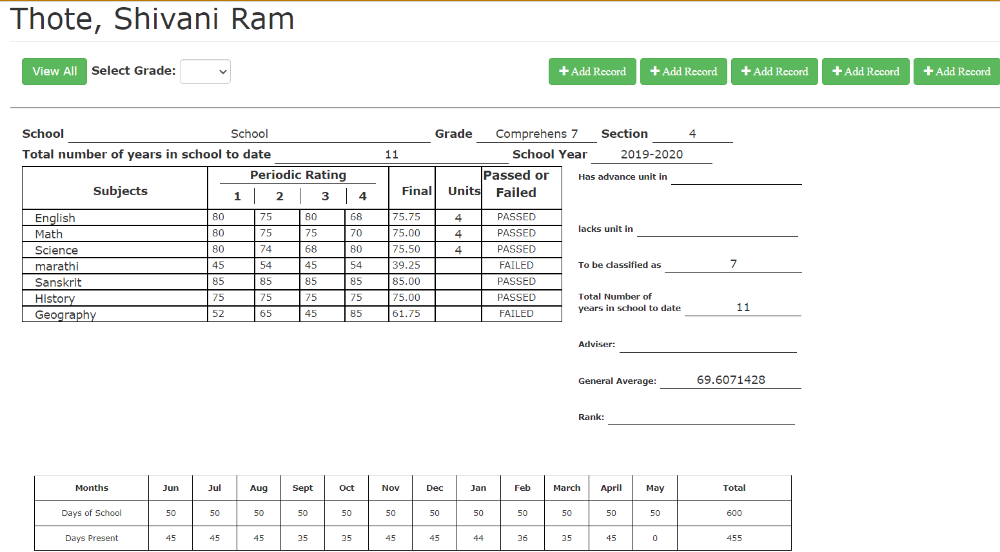 Thote, Shivani Ram
View All Select Grade: Add Record Add Record Add Record Add Record Add Record
School School Grade Comprehens 7 Section 4
Total number of years in school to date 11 School Year 2019-2020
Subjects Periodic Rating Final Units Passed or Failed
1 2 3 4
English 80 75 80 68 75.75 4 PASSED
Math 80 75 75 70 75.00 4 PASSED
Science 80 74 68 80 75.50 4 PASSED
marathi 45 54 45 54 39.25 FAILED
Sanskrit 85 85 85 85 85.00 PASSED
History 75 75 75 75 75.00 PASSED
Geography 52 65 45 85 61.75 FAILED
Has advance unit in
lacks unit in
To be classified as 7
Total Number of
years in school to date 11
Adviser:
General Average: 69.6071428
Rank:
Months Jun Jul Aug Sept Oct Nov Dec Jan Feb March April May Total
Days of School 50 50 50 50 50 50 50 50 50 50 50 50 600
Days Present 45 45 45 35 35 45 45 44 36 35 45 0 455